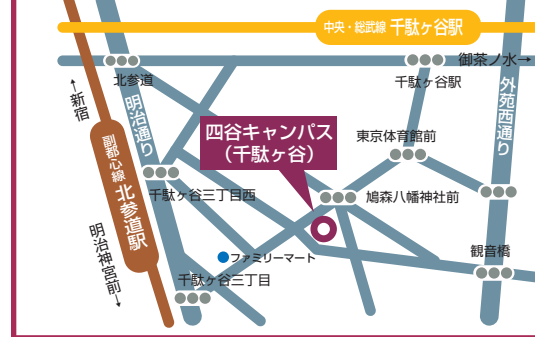 中央・総武線 千駄ヶ谷駅
御茶ノ水→
北参道
千駄ヶ谷駅
←新宿
明治通り
外苑西通り
四谷キャンパス
（千駄ヶ谷）
東京体育館前
副都心線 北参道駅
千駄ヶ谷三丁目西
鳩森八幡神社前
明治神宮前→
ファミリーマート
観音橋
千駄ヶ谷三丁目